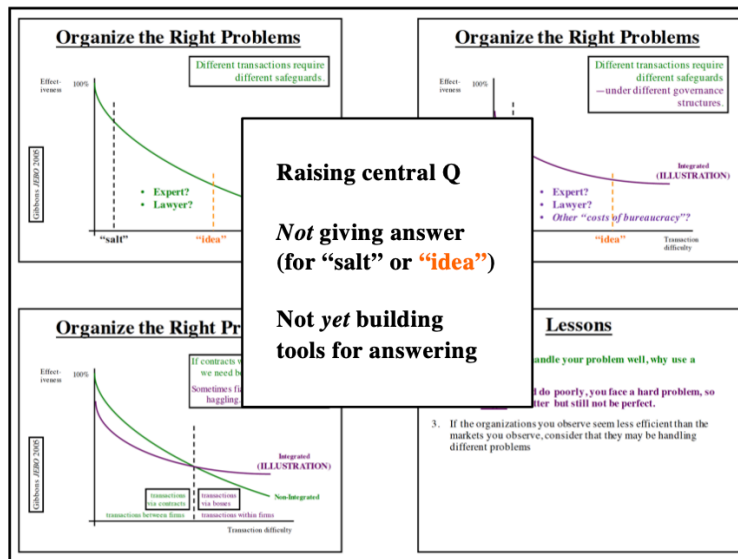 Organize the Right Problems
Different transactions require
different safeguards.
Effect-
iveness
100%
Gibbons JEBO 2005
• Expert?
• Lawyer?
"salt"
"idea"
Organize the Right Problems
Different transactions require
different safeguards
—under different governance
structures.
Effect-
iveness
100%
Integrated
(ILLUSTRATION)
• Expert?
• Lawyer?
• Other "costs of bureaucracy"?
"idea"
Transaction
difficulty
Raising central Q
Not giving answer
(for "salt" or "idea")
Not yet building
tools for answering
Organize the Right Pr
If contracts
we need b
Sometimes fi
haggling.
Effect-
iveness
100%
Gibbons JEBO 2005
Integrated
(ILLUSTRATION)
Non-Integrated
transactions
via contracts
transactions
via bosses
transactions between firms
transactions within firms
Transaction difficulty
Lessons
andle your problem well, why use a
do poorly, you face a hard problem, so
tter but still not be perfect.
3. If the organizations you observe seem less efficient than the
markets you observe, consider that they may be handling
different problems